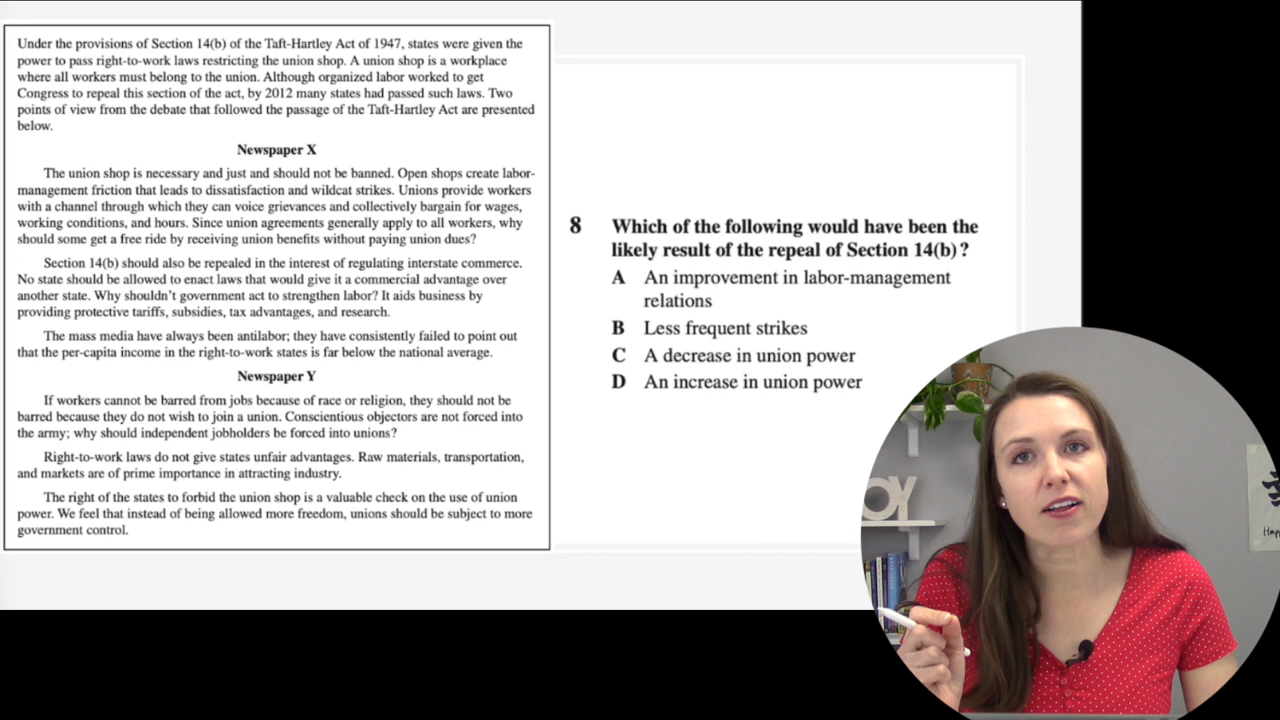 Under the provisions of Section 14(b) of the Taft-Hartley Act of 1947, states were given the
power to pass right-to-work laws restricting the union shop. A union shop is a workplace
where all workers must belong to the union. Although organized labor worked to get
Congress to repeal this section of the act, by 2012 many states had passed such laws. Two
points of view from the debate that followed the passage of the Taft-Hartley Act are presented
below.
Newspaper X
The union shop is necessary and just and should not be banned. Open shops create labor-
management friction that leads to dissatisfaction and wildcat strikes. Unions provide workers
with a channel through which they can voice grievances and collectively bargain for wages,
working conditions, and hours. Since union agreements generally apply to all workers, why
should some get a free ride by receiving union benefits without paying union dues?
Section 14(b) should also be repealed in the interest of regulating interstate commerce.
No state should be allowed to enact laws that would give it a commercial advantage over
another state. Why shouldn't government act to strengthen labor? It aids business by
providing protective tariffs, subsidies, tax advantages, and research.
The mass media have always been antilabor; they have consistently failed to point out
that the per-capita income in the right-to-work states is far below the national average.
Newspaper Y
If workers cannot be barred from jobs because of race or religion, they should not be
barred because they do not wish to join a union. Conscientious objectors are not forced into
the army; why should independent jobholders be forced into unions?
Right-to-work laws do not give states unfair advantages. Raw materials, transportation,
and markets are of prime importance in attracting industry.
The right of the states to forbid the union shop is a valuable check on the use of union
power. We feel that instead of being allowed more freedom, unions should be subject to more
government control.
8 Which of the following would have been the
likely result of the repeal of Section 14(b)?
A An improvement in labor-management
relations
B Less frequent strikes
C A decrease in union power
D An increase in union power
OY